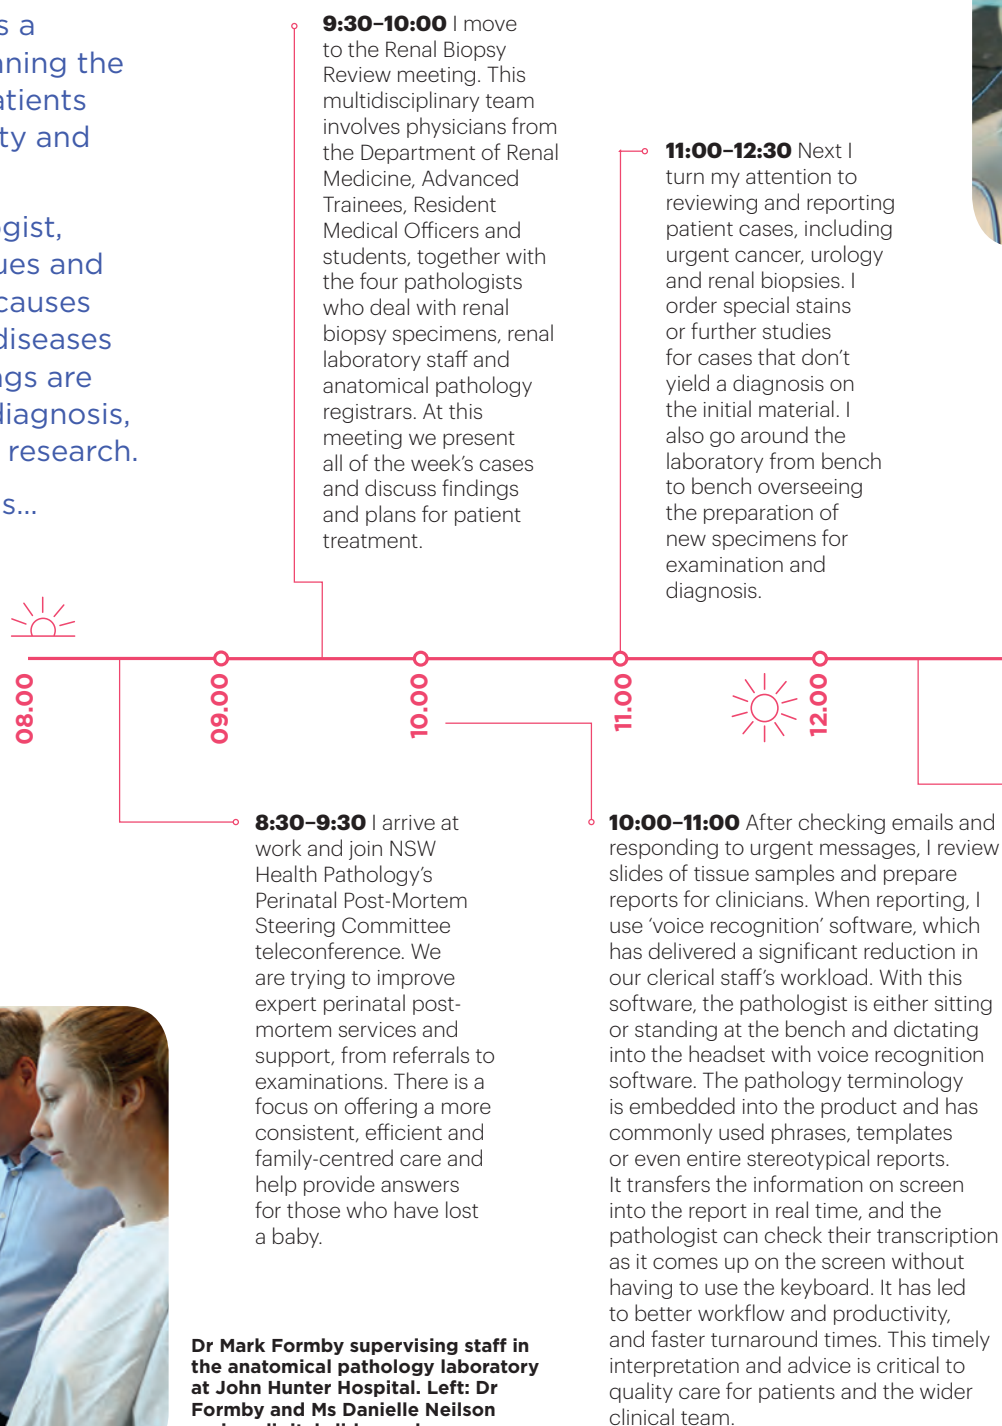 s a
nning the
atients
ty and
gist,
ues and
causes
diseases
ngs are
diagnosis,
research.
s...
9:30–10:00 I move
to the Renal Biopsy
Review meeting. This
multidisciplinary team
involves physicians from
the Department of Renal
Medicine, Advanced
Trainees, Resident
Medical Officers and
students, together with
the four pathologists
who deal with renal
biopsy specimens, renal
laboratory staff and
anatomical pathology
registrars. At this
meeting we present
all of the week's cases
and discuss findings
and plans for patient
treatment.
11:00–12:30 Next I
turn my attention to
reviewing and reporting
patient cases, including
urgent cancer, urology
and renal biopsies. I
order special stains
or further studies
for cases that don't
yield a diagnosis on
the initial material. I
also go around the
laboratory from bench
to bench overseeing
the preparation of
new specimens for
examination and
diagnosis.
08.00
09.00
10.00
11.00
12.00
8:30–9:30 I arrive at
work and join NSW
Health Pathology's
Perinatal Post-Mortem
Steering Committee
teleconference. We
are trying to improve
expert perinatal post-
mortem services and
support, from referrals to
examinations. There is a
focus on offering a more
consistent, efficient and
family-centred care and
help provide answers
for those who have lost
a baby.
10:00–11:00 After checking emails and
responding to urgent messages, I review
slides of tissue samples and prepare
reports for clinicians. When reporting, I
use 'voice recognition' software, which
has delivered a significant reduction in
our clerical staff's workload. With this
software, the pathologist is either sitting
or standing at the bench and dictating
into the headset with voice recognition
software. The pathology terminology
is embedded into the product and has
commonly used phrases, templates
or even entire stereotypical reports.
It transfers the information on screen
into the report in real time, and the
pathologist can check their transcription
as it comes up on the screen without
having to use the keyboard. It has led
to better workflow and productivity,
and faster turnaround times. This timely
interpretation and advice is critical to
quality care for patients and the wider
clinical team.
Dr Mark Formby supervising staff in
the anatomical pathology laboratory
at John Hunter Hospital. Left: Dr
Formby and Ms Danielle Neilson